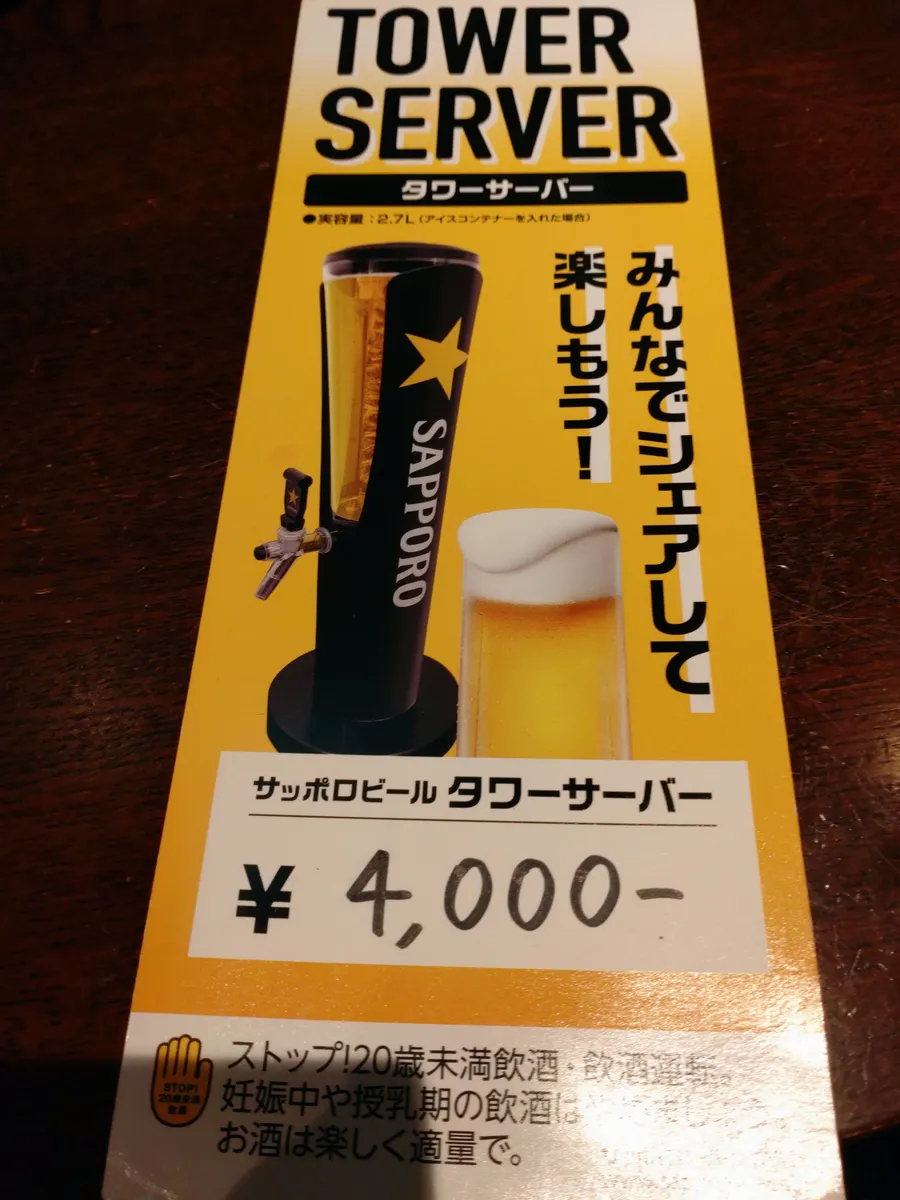 TOWER
SERVER
タワーサーバー
●実容量：2.7L（アイスコンテナーを入れた場合）
みんなでシェアして
楽しもう！
SAPPORO
サッポロビール タワーサーバー
¥ 4,000-
STOP!
ストップ!20歳未満飲酒・飲酒運転。
妊娠中や授乳期の飲酒は
お酒は楽しく適量で。